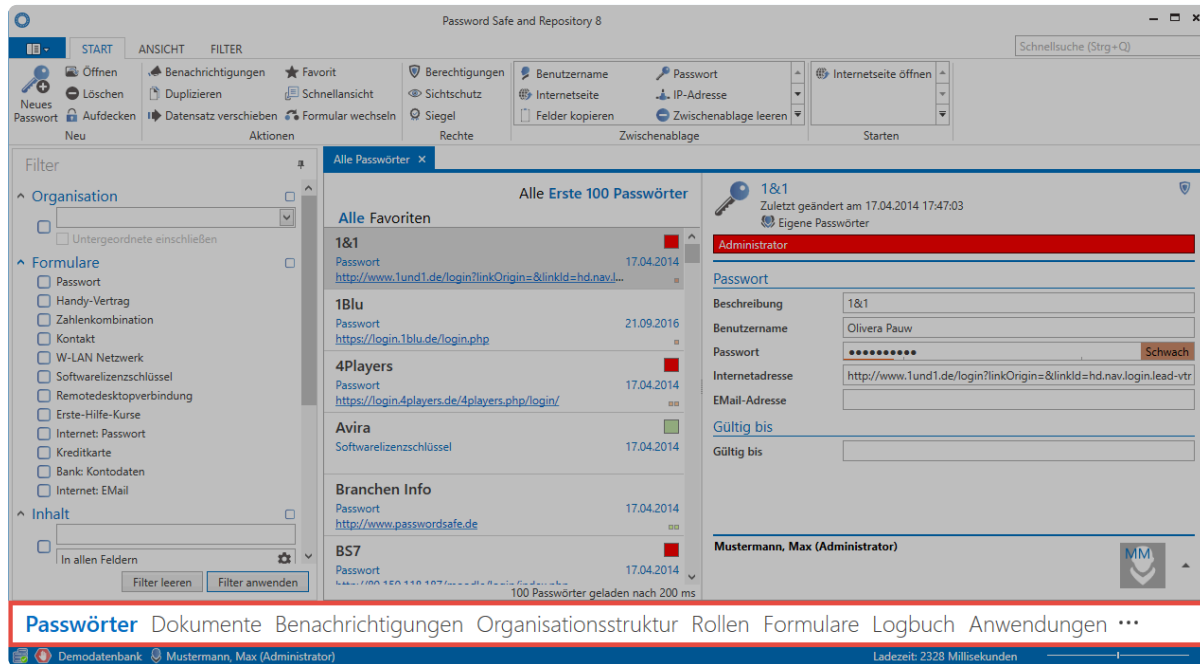 Password Safe and Repository 8
START ANSICHT FILTER
Schnellsuche (Strg+Q)
Neues Passwort
Öffnen
Löschen
Aufdecken
Neu
Benachrichtigungen
Duplizieren
Datensatz verschieben
Favorit
Schnellansicht
Formular wechseln
Aktionen
Berechtigungen
Sichtschutz
Siegel
Rechte
Benutzername
Internetseite
Felder kopieren
Passwort
IP-Adresse
Zwischenablage leeren
Zwischenablage
Internetseite öffnen
Starten
Filter
Organisation
Untergeordnete einschließen
Formulare
Passwort
Handy-Vertrag
Zahlenkombination
Kontakt
W-LAN Netzwerk
Softwarelizenzschlüssel
Remotedesktopverbindung
Erste-Hilfe-Kurse
Internet: Passwort
Kreditkarte
Bank: Kontodaten
Internet: EMail
Inhalt
In allen Feldern
Filter leeren Filter anwenden
Alle Passwörter
Alle Erste 100 Passwörter
Alle Favoriten
1&1
Passwort 17.04.2014
http://www.1und1.de/login?linkOrigin=&linkId=hd.nav.l...
1Blu
Passwort 21.09.2016
https://login.1blu.de/login.php
4Players
Passwort 17.04.2014
https://login.4players.de/4players.php/login/
Avira
Softwarelizenzschlüssel 17.04.2014
Branchen Info
Passwort 17.04.2014
http://www.passwordsafe.de
BS7
Passwort 17.04.2014
100 Passwörter geladen nach 200 ms
1&1
Zuletzt geändert am 17.04.2014 17:47:03
Eigene Passwörter
Administrator
Passwort
Beschreibung 1&1
Benutzername Olivera Pauw
Passwort •••••••••• Schwach
Internetadresse http://www.1und1.de/login?linkOrigin=&linkId=hd.nav.login.lead-vtr
EMail-Adresse
Gültig bis
Gültig bis
Mustermann, Max (Administrator)
MM
Passwörter Dokumente Benachrichtigungen Organisationsstruktur Rollen Formulare Logbuch Anwendungen ···
Demodatenbank Mustermann, Max (Administrator) Ladezeit: 2328 Millisekunden